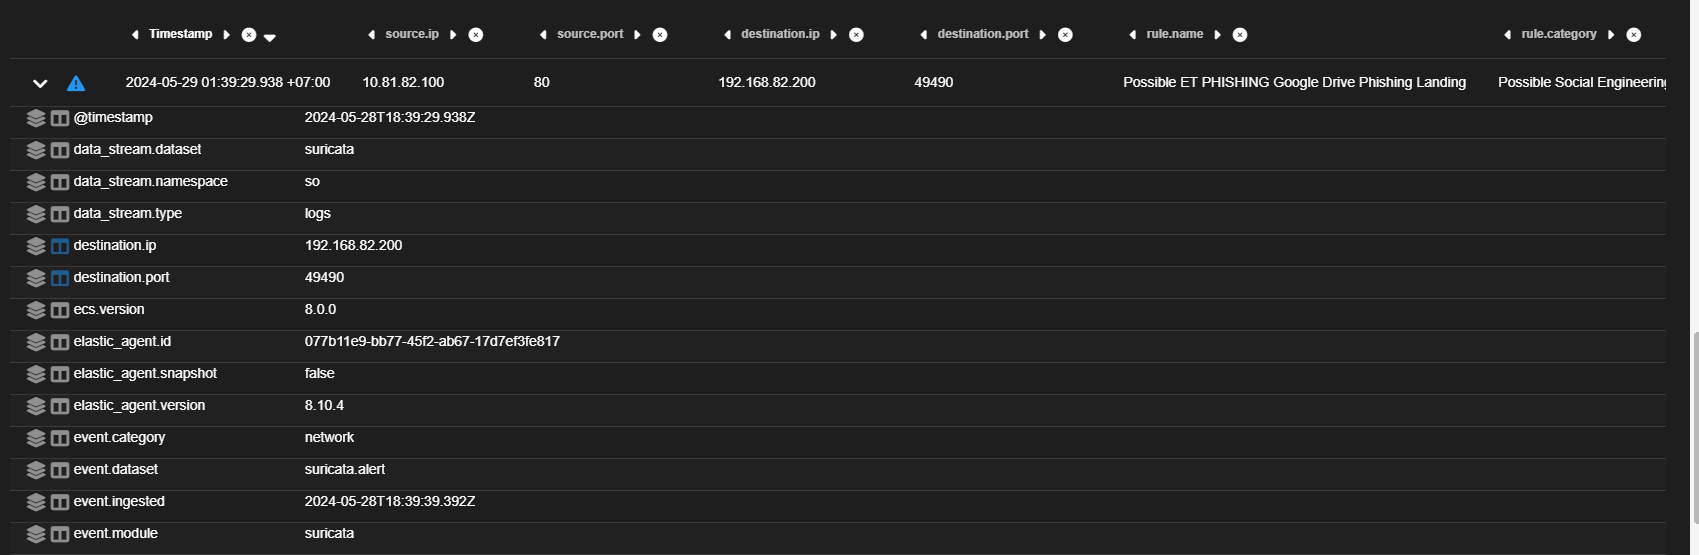 Timestamp source.ip source.port destination.ip destination.port rule.name rule.category
2024-05-29 01:39:29.938 +07:00 10.81.82.100 80 192.168.82.200 49490 Possible ET PHISHING Google Drive Phishing Landing Possible Social Engineering
@timestamp 2024-05-28T18:39:29.938Z
data_stream.dataset suricata
data_stream.namespace so
data_stream.type logs
destination.ip 192.168.82.200
destination.port 49490
ecs.version 8.0.0
elastic_agent.id 077b11e9-bb77-45f2-ab67-17d7ef3fe817
elastic_agent.snapshot false
elastic_agent.version 8.10.4
event.category network
event.dataset suricata.alert
event.ingested 2024-05-28T18:39:39.392Z
event.module suricata